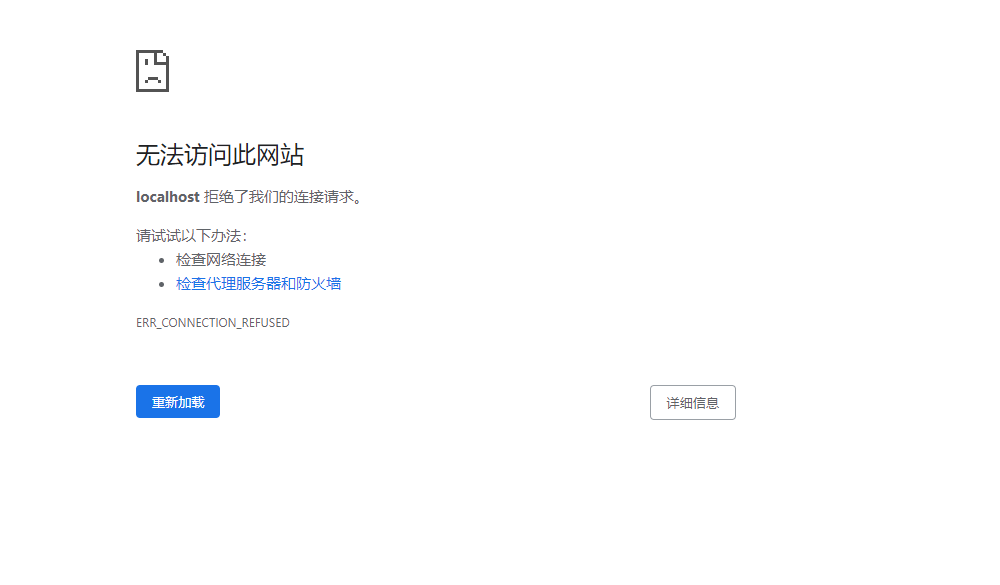 无法访问此网站
localhost 拒绝了我们的连接请求。
请试试以下办法：
检查网络连接
检查代理服务器和防火墙
ERR_CONNECTION_REFUSED
重新加载
详细信息